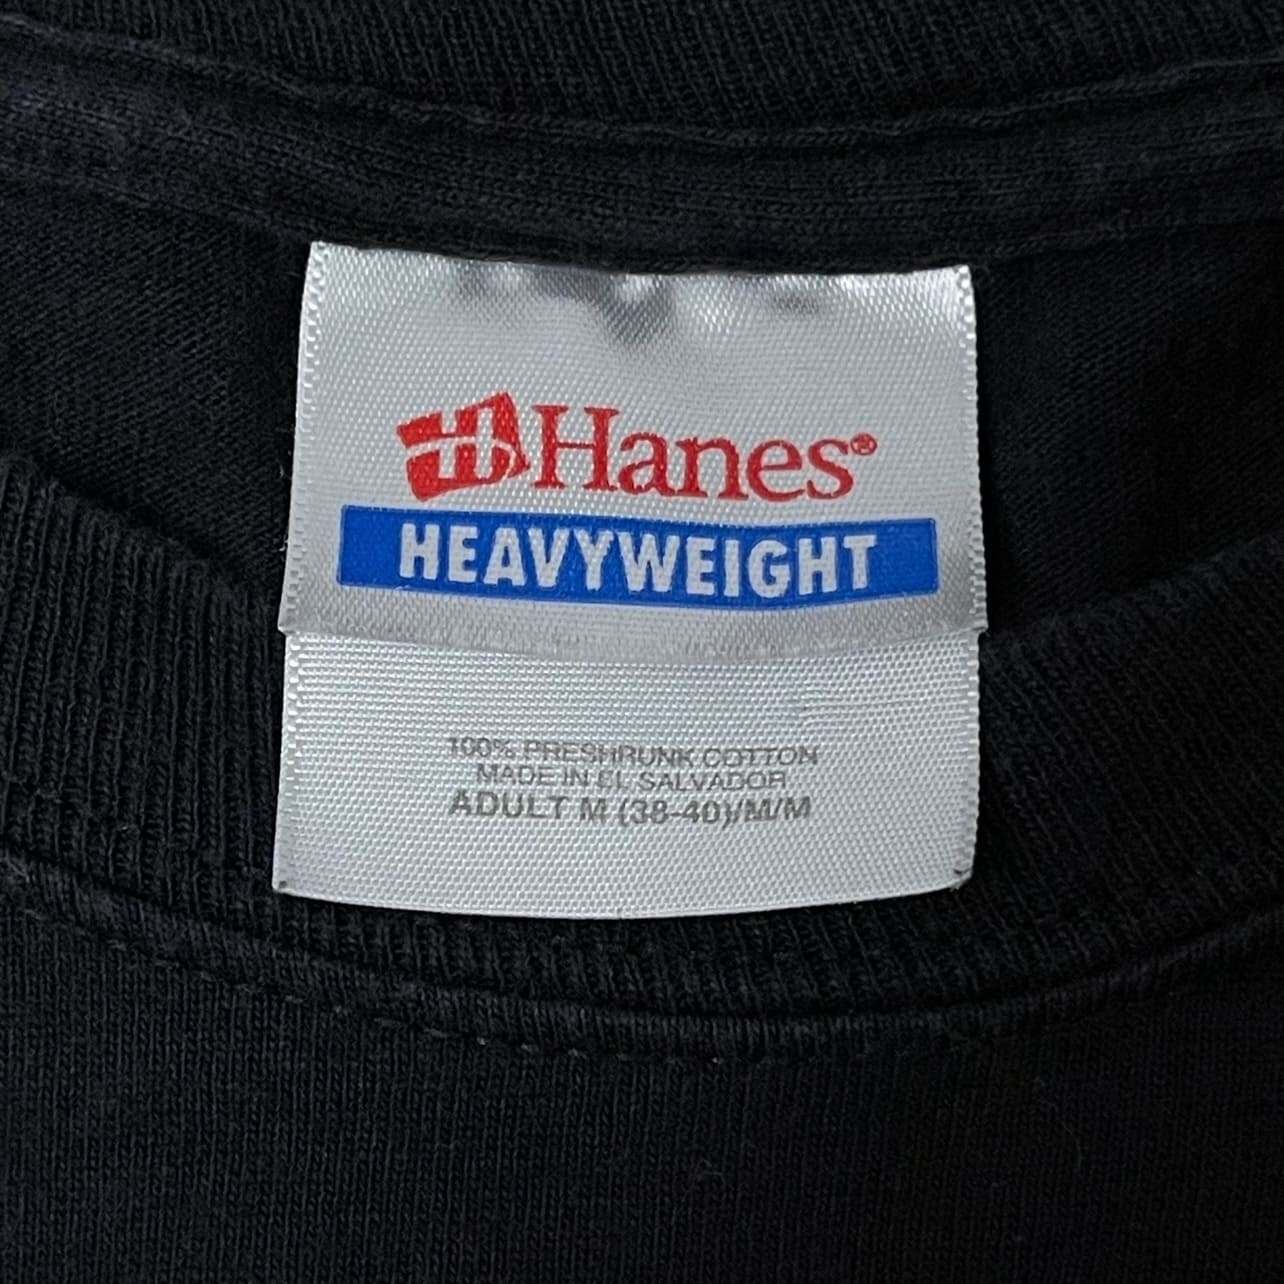 Hanes®
HEAVYWEIGHT
100% PRESHRUNK COTTON
MADE IN EL SALVADOR
ADULT M (38-40)/M/M